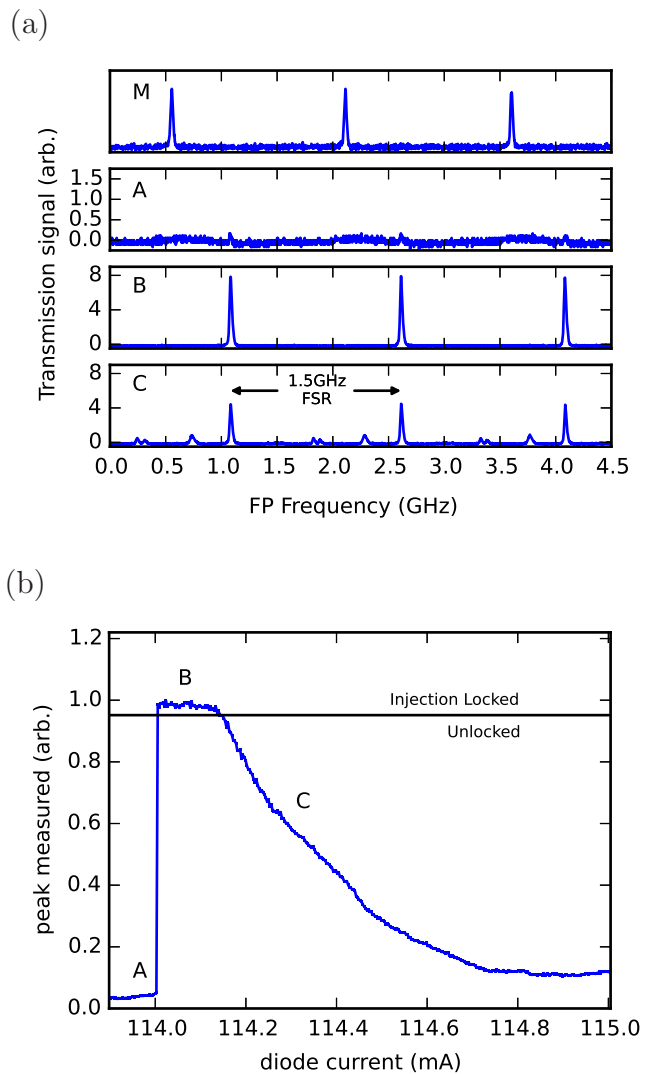 (a)
M
Transmission signal (arb.)
A
1.5
1.0
0.5
0.0
B
8
4
0
C
1.5GHz
FSR
8
4
0
0.0 0.5 1.0 1.5 2.0 2.5 3.0 3.5 4.0 4.5
FP Frequency (GHz)
(b)
1.2
1.0
0.8
0.6
0.4
0.2
0.0
peak measured (arb.)
B
Injection Locked
Unlocked
C
A
114.0 114.2 114.4 114.6 114.8 115.0
diode current (mA)